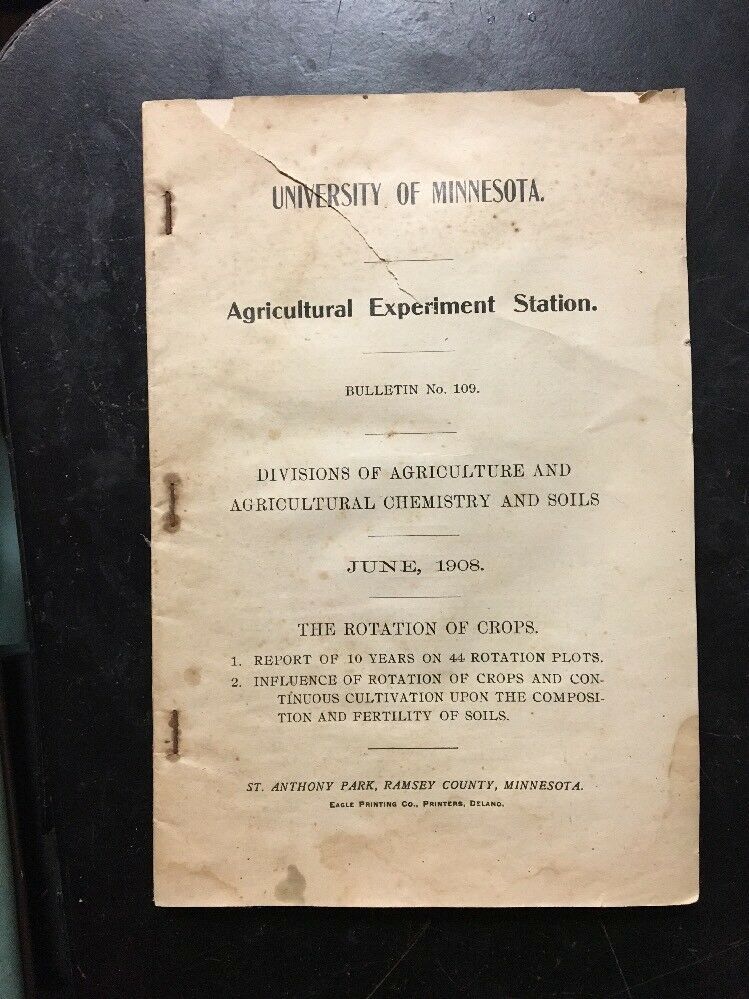 UNIVERSITY OF MINNESOTA.
Agricultural Experiment Station.
BULLETIN No. 109.
DIVISIONS OF AGRICULTURE AND
AGRICULTURAL CHEMISTRY AND SOILS
JUNE, 1908.
THE ROTATION OF CROPS.
1. REPORT OF 10 YEARS ON 44 ROTATION PLOTS.
2. INFLUENCE OF ROTATION OF CROPS AND CON-
TINUOUS CULTIVATION UPON THE COMPOSI-
TION AND FERTILITY OF SOILS.
ST. ANTHONY PARK, RAMSEY COUNTY, MINNESOTA.
EAGLE PRINTING CO., PRINTERS, DELANO.